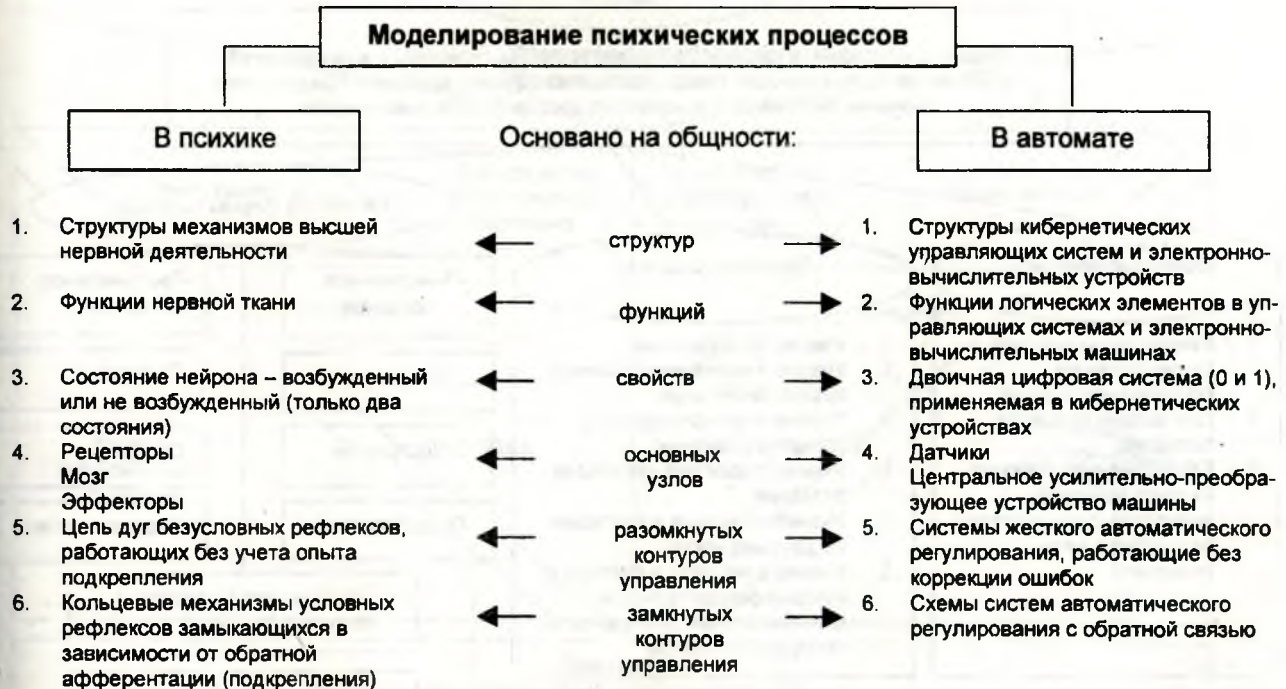 Моделирование психических процессов
В психике
Основано на общности:
В автомате
1. Структуры механизмов высшей
нервной деятельности
структур
1. Структуры кибернетических
управляющих систем и электронно-
вычислительных устройств
2. Функции нервной ткани
функций
2. Функции логических элементов в уп-
равляющих системах и электронно-
вычислительных машинах
3. Состояние нейрона – возбужденный
или не возбужденный (только два
состояния)
свойств
3. Двоичная цифровая система (0 и 1),
применяемая в кибернетических
устройствах
4. Рецепторы
Мозг
Эффекторы
основных
узлов
4. Датчики
Центральное усилительно-преобра-
зующее устройство машины
5. Цепь дуг безусловных рефлексов,
работающих без учета опыта
подкрепления
разомкнутых
контуров
управления
5. Системы жесткого автоматического
регулирования, работающие без
коррекции ошибок
6. Кольцевые механизмы условных
рефлексов замыкающихся в
зависимости от обратной
афферентации (подкрепления)
замкнутых
контуров
управления
6. Схемы систем автоматического
регулирования с обратной связью